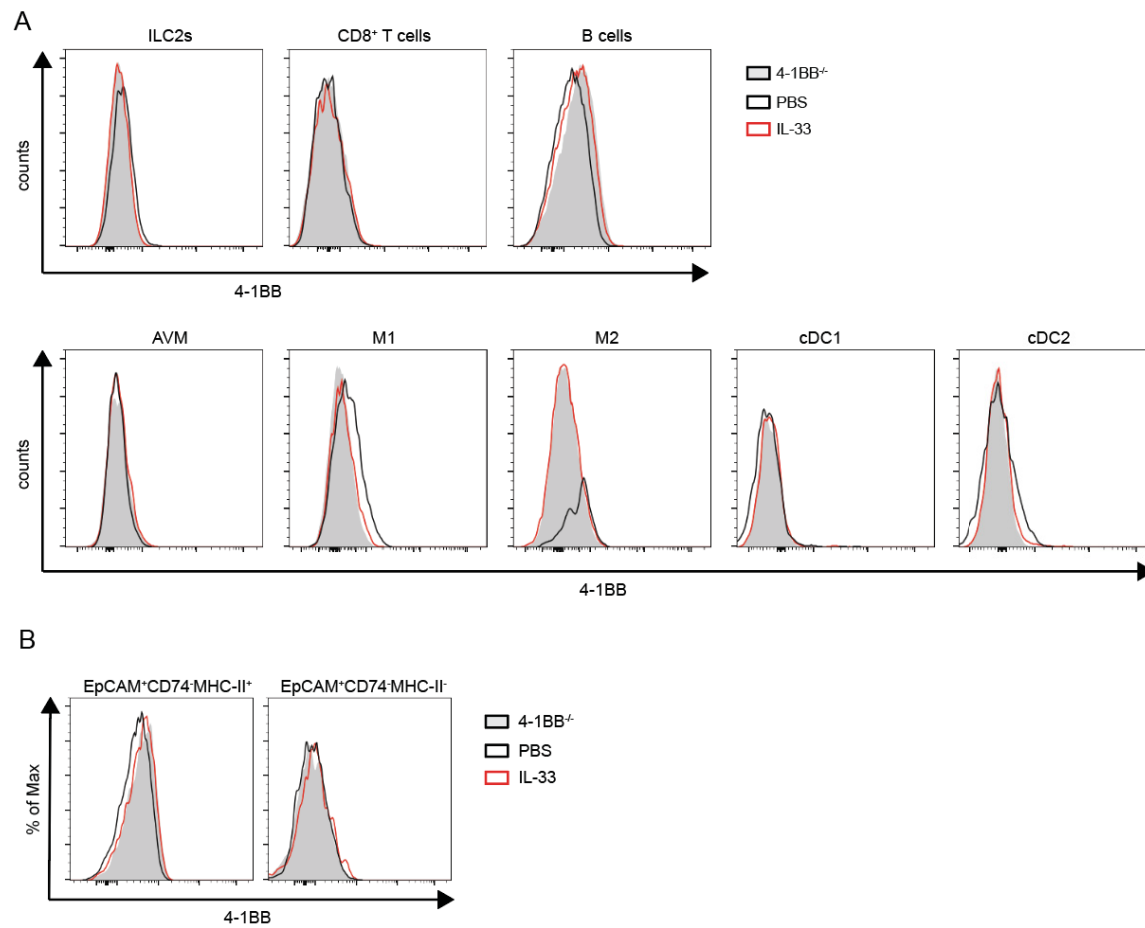 A
ILC2s
CD8⁺ T cells
B cells
4-1BB⁻/⁻
PBS
IL-33
counts
4-1BB
AVM
M1
M2
cDC1
cDC2
counts
4-1BB
B
EpCAM⁺CD74⁻MHC-II⁺
EpCAM⁺CD74⁻MHC-II⁻
4-1BB⁻/⁻
PBS
IL-33
% of Max
4-1BB